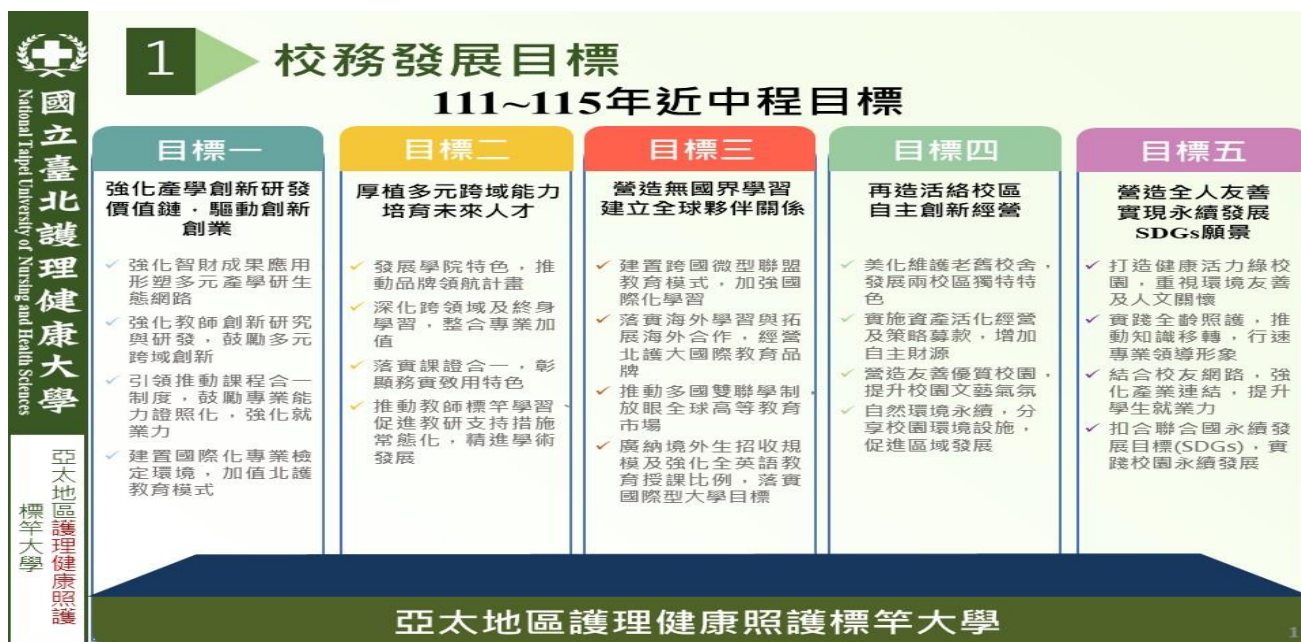 國立臺北護理健康大學
National Taipei University of Nursing and Health Sciences
亞太地區護理健康照護
標竿大學
1
校務發展目標
111~115年近中程目標
目標一
強化產學創新研發
價值鏈，驅動創新
創業
✓ 強化智財成果應用
形塑多元產學研生
態網路
✓ 強化教師創新研究
與研發，鼓勵多元
跨域創新
✓ 引領推動課程合一
制度，鼓勵專業能
力證照化，強化就
業力
✓ 建置國際化專業檢
定環境，加值北護
教育模式
目標二
厚植多元跨域能力
培育未來人才
✓ 發展學院特色，推
動品牌領航計畫
✓ 深化跨領域及終身
學習，整合專業加
值
✓ 落實課證合一，彰
顯務實致用特色
✓ 推動教師標竿學習、
促進教研支持措施
常態化，精進學術
發展
目標三
營造無國界學習
建立全球夥伴關係
✓ 建置跨國微型聯盟
教育模式，加強國
際化學習
✓ 落實海外學習與拓
展海外合作，經營
北護大國際教育品
牌
✓ 推動多國雙聯學制，
放眼全球高等教育
市場
✓ 廣納境外生招收規
模及強化全英語教
育授課比例，落實
國際型大學目標
目標四
再造活絡校區
自主創新經營
✓ 美化維護老舊校舍，
發展兩校區獨特特
色
✓ 實施資產活化經營
及策略募款，增加
自主財源
✓ 營造友善優質校園，
提升校園文藝氣氛
✓ 自然環境永續，分
享校園環境設施，
促進區域發展
目標五
營造全人友善
實現永續發展
SDGs願景
✓ 打造健康活力綠校
園，重視環境友善
及人文關懷
✓ 實踐全齡照護，推
動知識移轉，行速
專業領導形象
✓ 結合校友網路，強
化產業連結，提升
學生就業力
✓ 扣合聯合國永續發
展目標(SDGs)，實
踐校園永續發展
亞太地區護理健康照護標竿大學
1